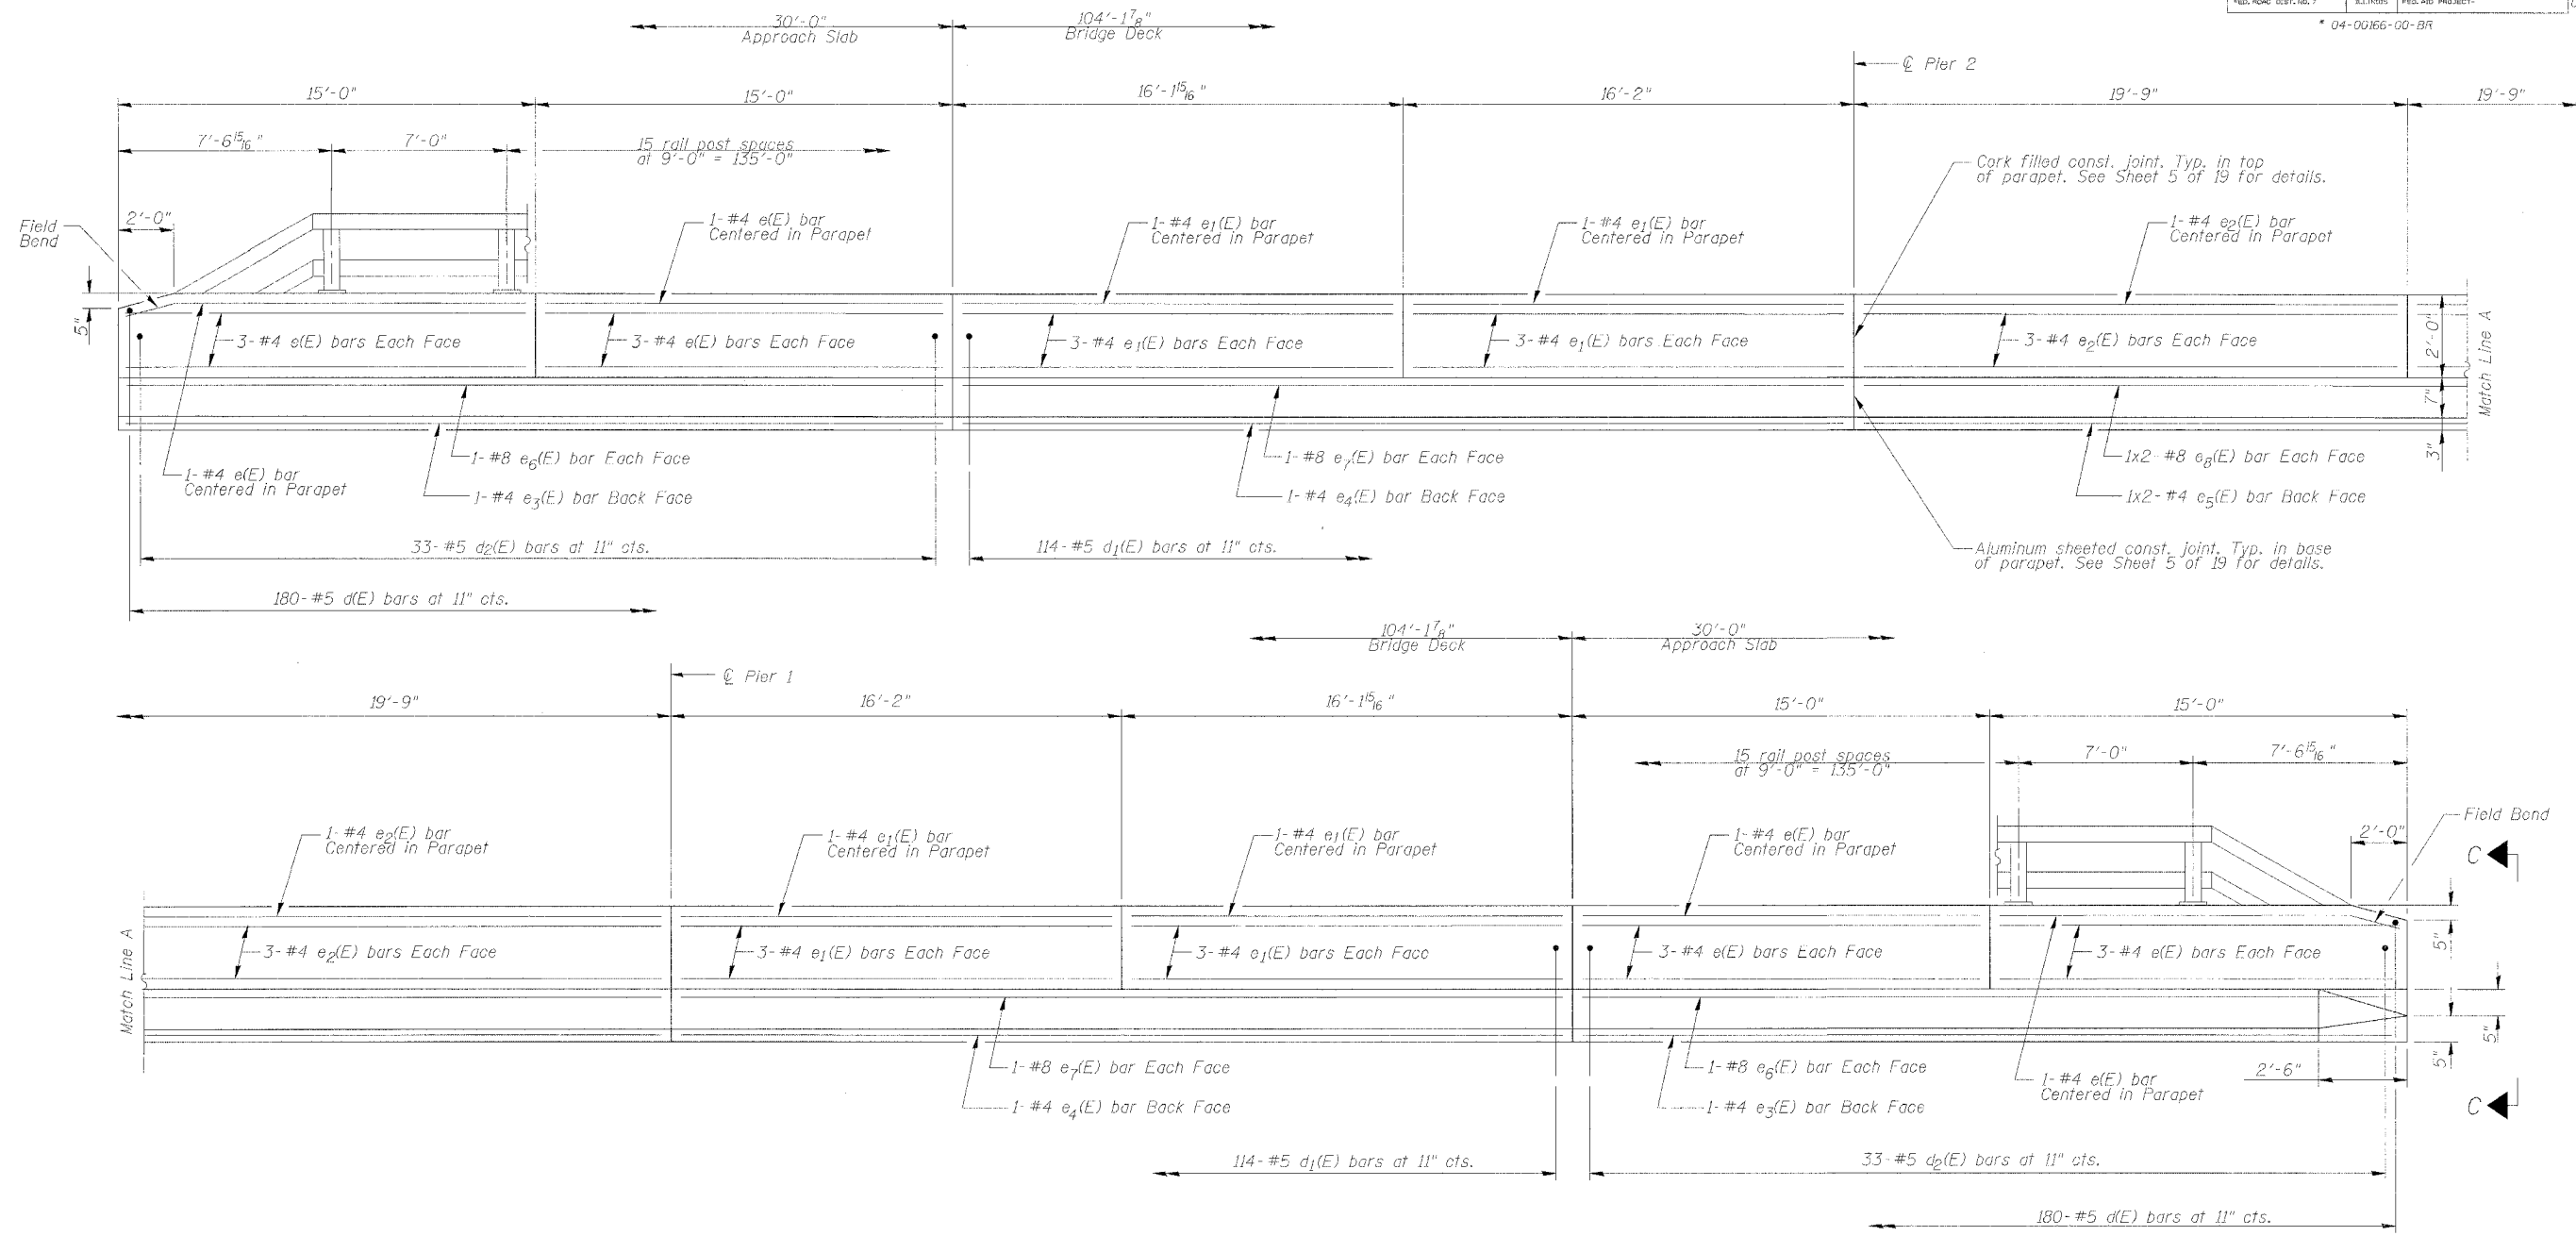 ILLINOIS
FED. AID PROJECT-
* 04-00166-00-BR
30'-0"
Approach Slab
104'-1 7/8"
Bridge Deck
℄ Pier 2
15'-0"
15'-0"
16'-1 15/16"
16'-2"
19'-9"
19'-9"
7'-6 15/16"
7'-0"
15 rail post spaces
at 9'-0" = 135'-0"
Cork filled const. joint. Typ. in top
of parapet. See Sheet 5 of 19 for details.
Field
Bend
2'-0"
1-#4 e(E) bar
Centered in Parapet
1-#4 e1(E) bar
Centered in Parapet
1-#4 e1(E) bar
Centered in Parapet
1-#4 e2(E) bar
Centered in Parapet
5"
3-#4 e(E) bars Each Face
3-#4 e(E) bars Each Face
3-#4 e1(E) bars Each Face
3-#4 e1(E) bars Each Face
3-#4 e2(E) bars Each Face
2'-0"
7"
3"
Match Line A
1-#4 e(E) bar
Centered in Parapet
1-#8 e6(E) bar Each Face
1-#4 e3(E) bar Back Face
1-#8 e7(E) bar Each Face
1-#4 e4(E) bar Back Face
1x2-#8 e8(E) bar Each Face
1x2-#4 e5(E) bar Back Face
33-#5 d2(E) bars at 11" cts.
114-#5 d1(E) bars at 11" cts.
Aluminum sheeted const. joint. Typ. in base
of parapet. See Sheet 5 of 19 for details.
180-#5 d(E) bars at 11" cts.
104'-1 7/8"
Bridge Deck
30'-0"
Approach Slab
℄ Pier 1
19'-9"
16'-2"
16'-1 15/16"
15'-0"
15'-0"
15 rail post spaces
at 9'-0" = 135'-0"
7'-0"
7'-6 15/16"
1-#4 e2(E) bar
Centered in Parapet
1-#4 e1(E) bar
Centered in Parapet
1-#4 e1(E) bar
Centered in Parapet
1-#4 e(E) bar
Centered in Parapet
2'-0"
Field Bend
C
Match Line A
3-#4 e2(E) bars Each Face
3-#4 e1(E) bars Each Face
3-#4 e1(E) bars Each Face
3-#4 e(E) bars Each Face
3-#4 e(E) bars Each Face
5"
5"
5"
1-#8 e7(E) bar Each Face
1-#4 e4(E) bar Back Face
1-#8 e6(E) bar Each Face
1-#4 e3(E) bar Back Face
1-#4 e(E) bar
Centered in Parapet
2'-6"
C
114-#5 d1(E) bars at 11" cts.
33-#5 d2(E) bars at 11" cts.
180-#5 d(E) bars at 11" cts.